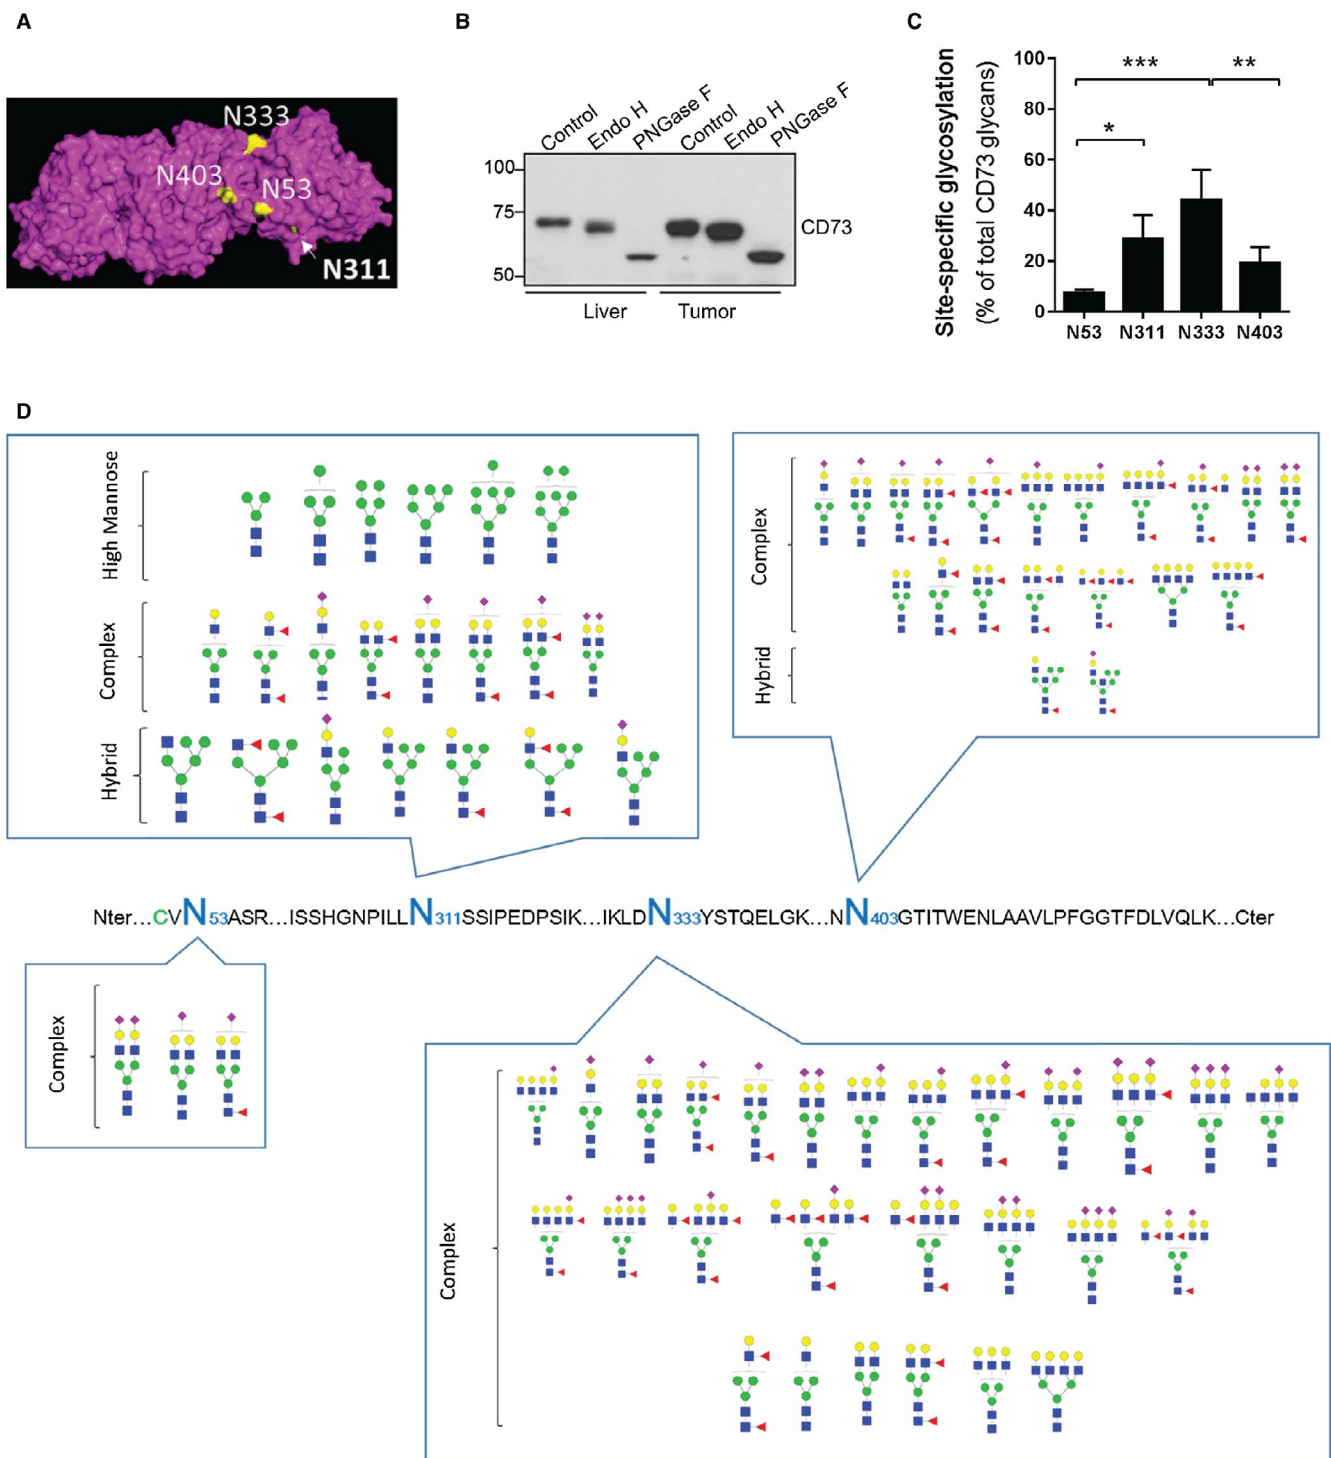 A
N333
N403
N53
N311
B
Control
Endo H
PNGase F
Control
Endo H
PNGase F
100
75
50
CD73
Liver
Tumor
C
Site-specific glycosylation
(% of total CD73 glycans)
100
80
60
40
20
0
***
**
*
N53
N311
N333
N403
D
High Mannose
Complex
Hybrid
Complex
Hybrid
Nter...CVN53ASR...ISSHGNPILLN311SSIPEDPSIK...IKLDN333YSTQELGK...NN403GTITWENLAAVLPFGGTFDLVQLK...Cter
Complex
Complex